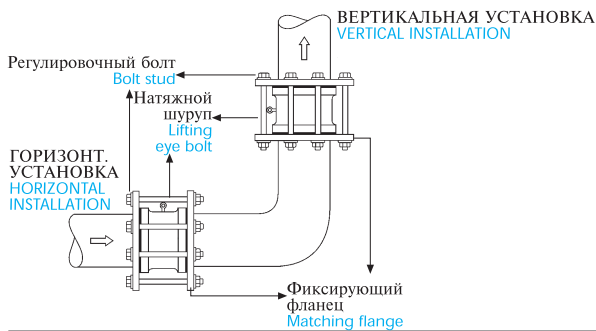 ВЕРТИКАЛЬНАЯ УСТАНОВКА
VERTICAL INSTALLATION
Регулировочный болт
Bolt stud
Натяжной
шуруп
Lifting
eye bolt
ГОРИЗОНТ.
УСТАНОВКА
HORIZONTAL
INSTALLATION
Фиксирующий
фланец
Matching flange